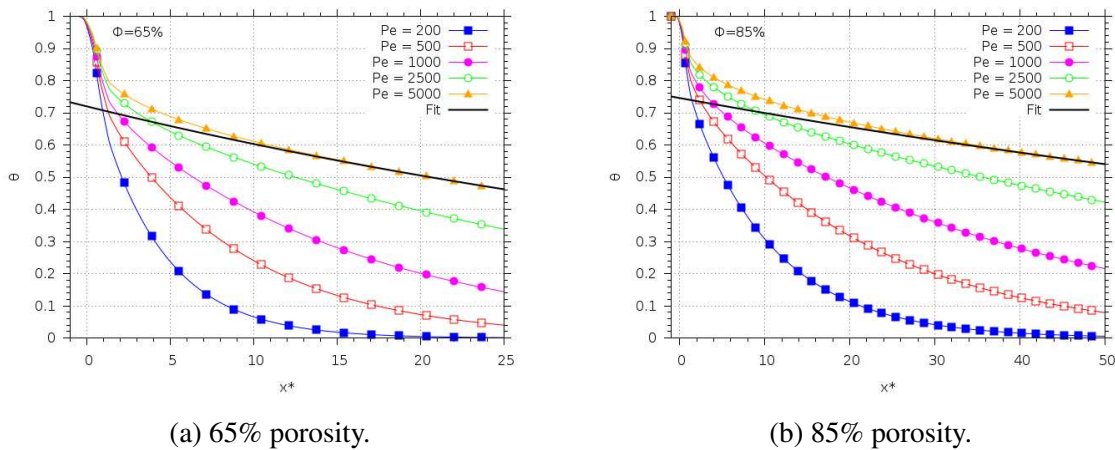 Φ=65%
Pe = 200
Pe = 500
Pe = 1000
Pe = 2500
Pe = 5000
Fit
1
0.9
0.8
0.7
0.6
0.5
0.4
0.3
0.2
0.1
0
θ
0
5
10
15
20
25
x*
(a) 65% porosity.
Φ=85%
Pe = 200
Pe = 500
Pe = 1000
Pe = 2500
Pe = 5000
Fit
1
0.9
0.8
0.7
0.6
0.5
0.4
0.3
0.2
0.1
0
θ
0
10
20
30
40
50
x*
(b) 85% porosity.